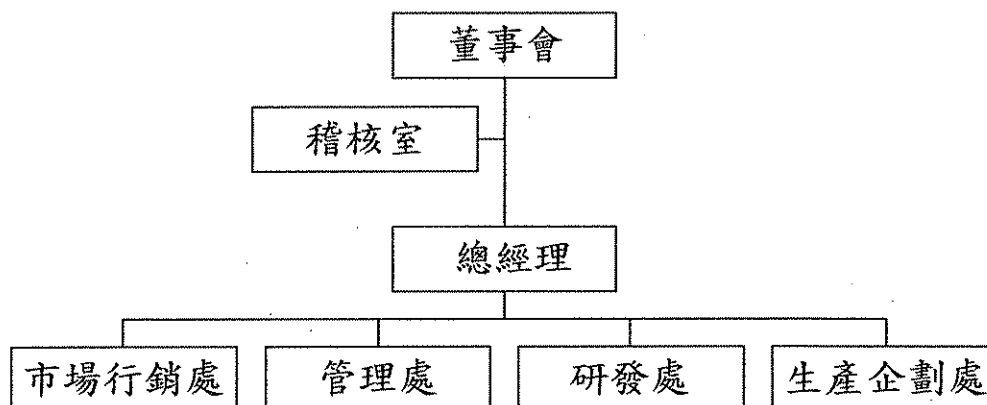 董事會
稽核室
總經理
市場行銷處
管理處
研發處
生產企劃處